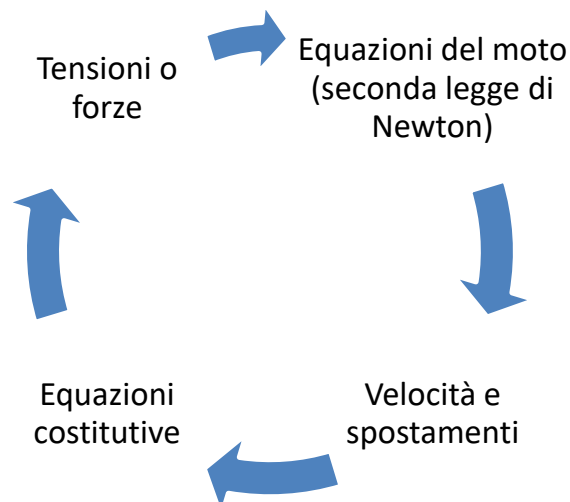 Tensioni o
forze
Equazioni del moto
(seconda legge di
Newton)
Velocità e
spostamenti
Equazioni
costitutive